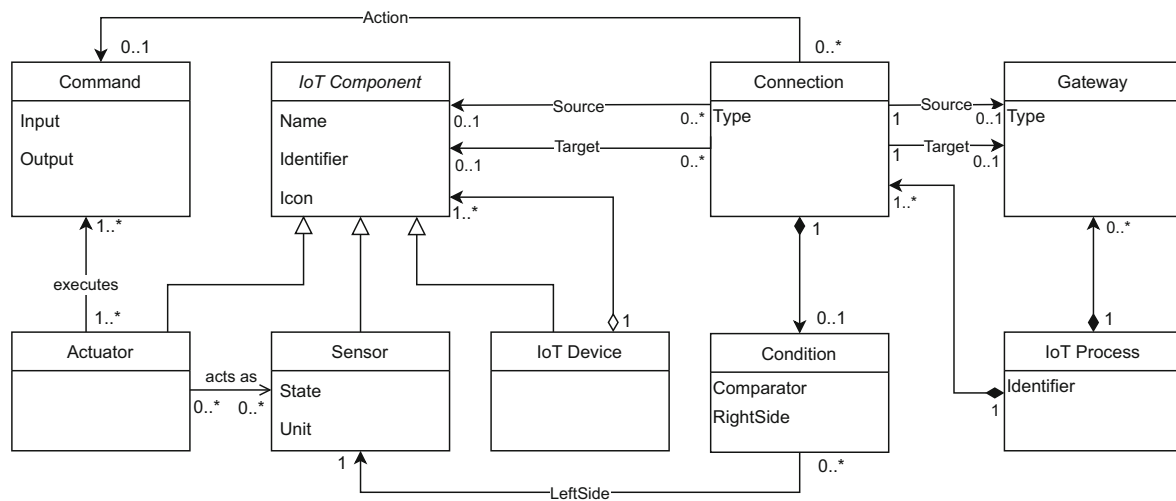 Action
0..1
0..*
Command
IoT Component
Connection
Gateway
Input
Output
Name
Identifier
Icon
Source
0..1
0..*
Type
Source
1
0..1
Type
Target
0..1
0..*
Target
1
0..1
1..*
1..*
1
1..*
0..*
executes
1..*
0..1
1
1
Actuator
Sensor
IoT Device
Condition
IoT Process
acts as
0..*
0..*
State
Unit
Comparator
RightSide
Identifier
1
1
0..*
LeftSide